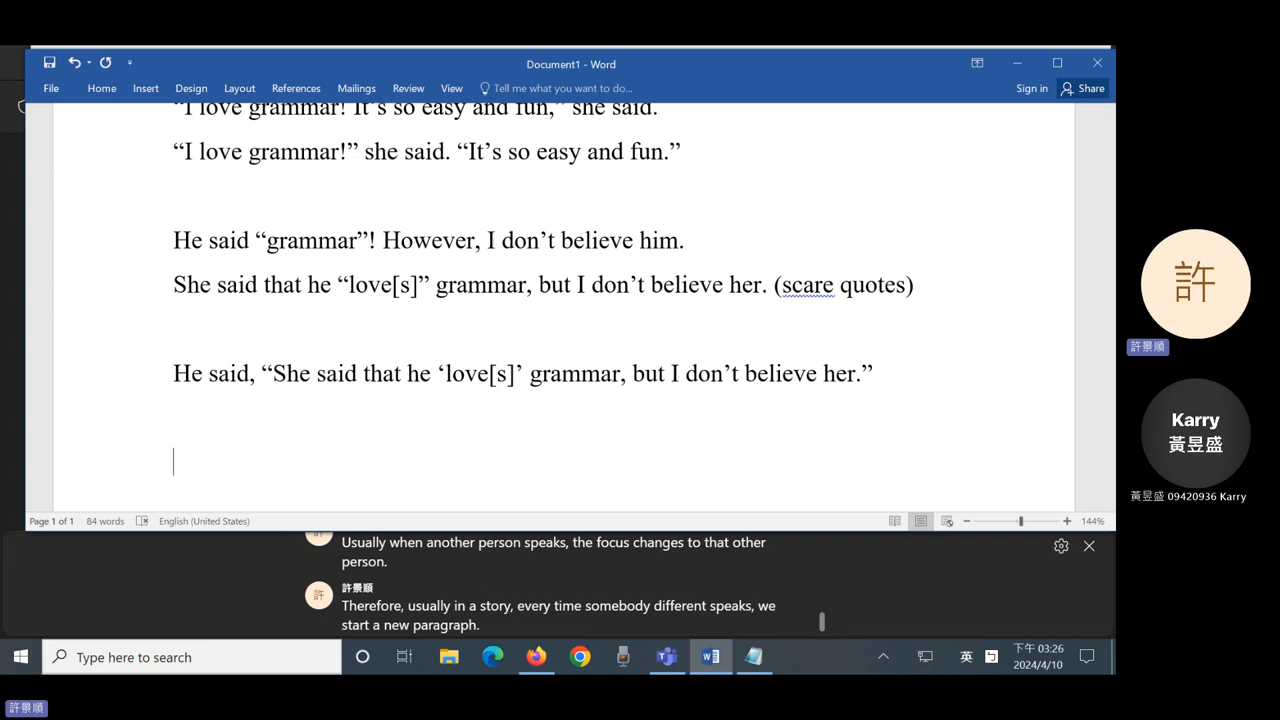 Document1 - Word
File Home Insert Design Layout References Mailings Review View Tell me what you want to do... Sign in Share
“I love grammar! It’s so easy and fun,” she said.
“I love grammar!” she said. “It’s so easy and fun.”
He said “grammar”! However, I don’t believe him.
She said that he “love[s]” grammar, but I don’t believe her. (scare quotes)
He said, “She said that he ‘love[s]’ grammar, but I don’t believe her.”
Page 1 of 1 84 words English (United States) 144%
許
許景順
Karry
黃昱盛
黃昱盛 09420936 Karry
Usually when another person speaks, the focus changes to that other
person.
許 許景順
Therefore, usually in a story, every time somebody different speaks, we
start a new paragraph.
Type here to search
英
下午 03:26
2024/4/10
許景順